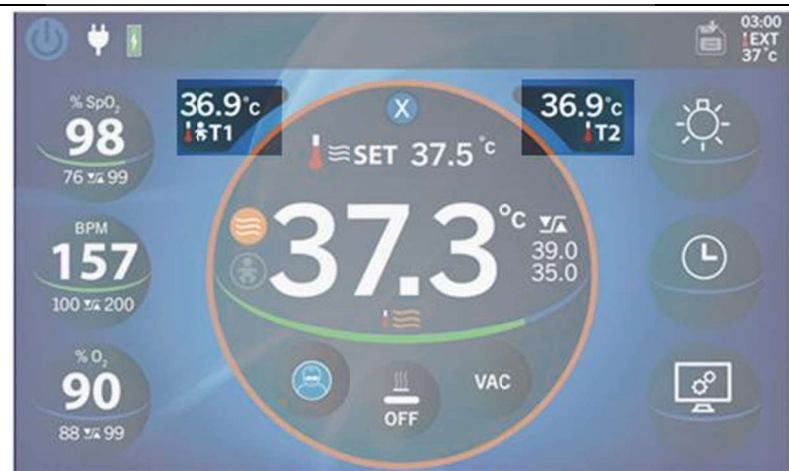 03:00
EXT
37°c
% SpO₂
98
76 99
36.9°c
T1
X
36.9°c
T2
SET 37.5°c
BPM
157
100 200
37.3°c
39.0
35.0
% O₂
90
88 99
OFF
VAC